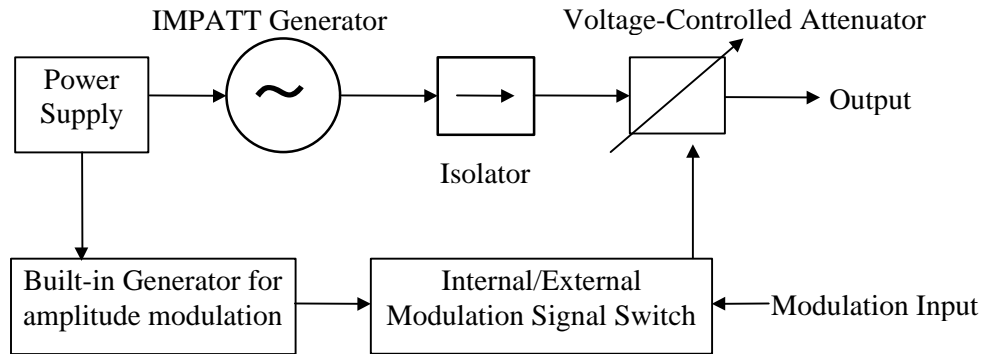 IMPATT Generator
Voltage-Controlled Attenuator
Power
Supply
~
Output
Isolator
Built-in Generator for
amplitude modulation
Internal/External
Modulation Signal Switch
Modulation Input